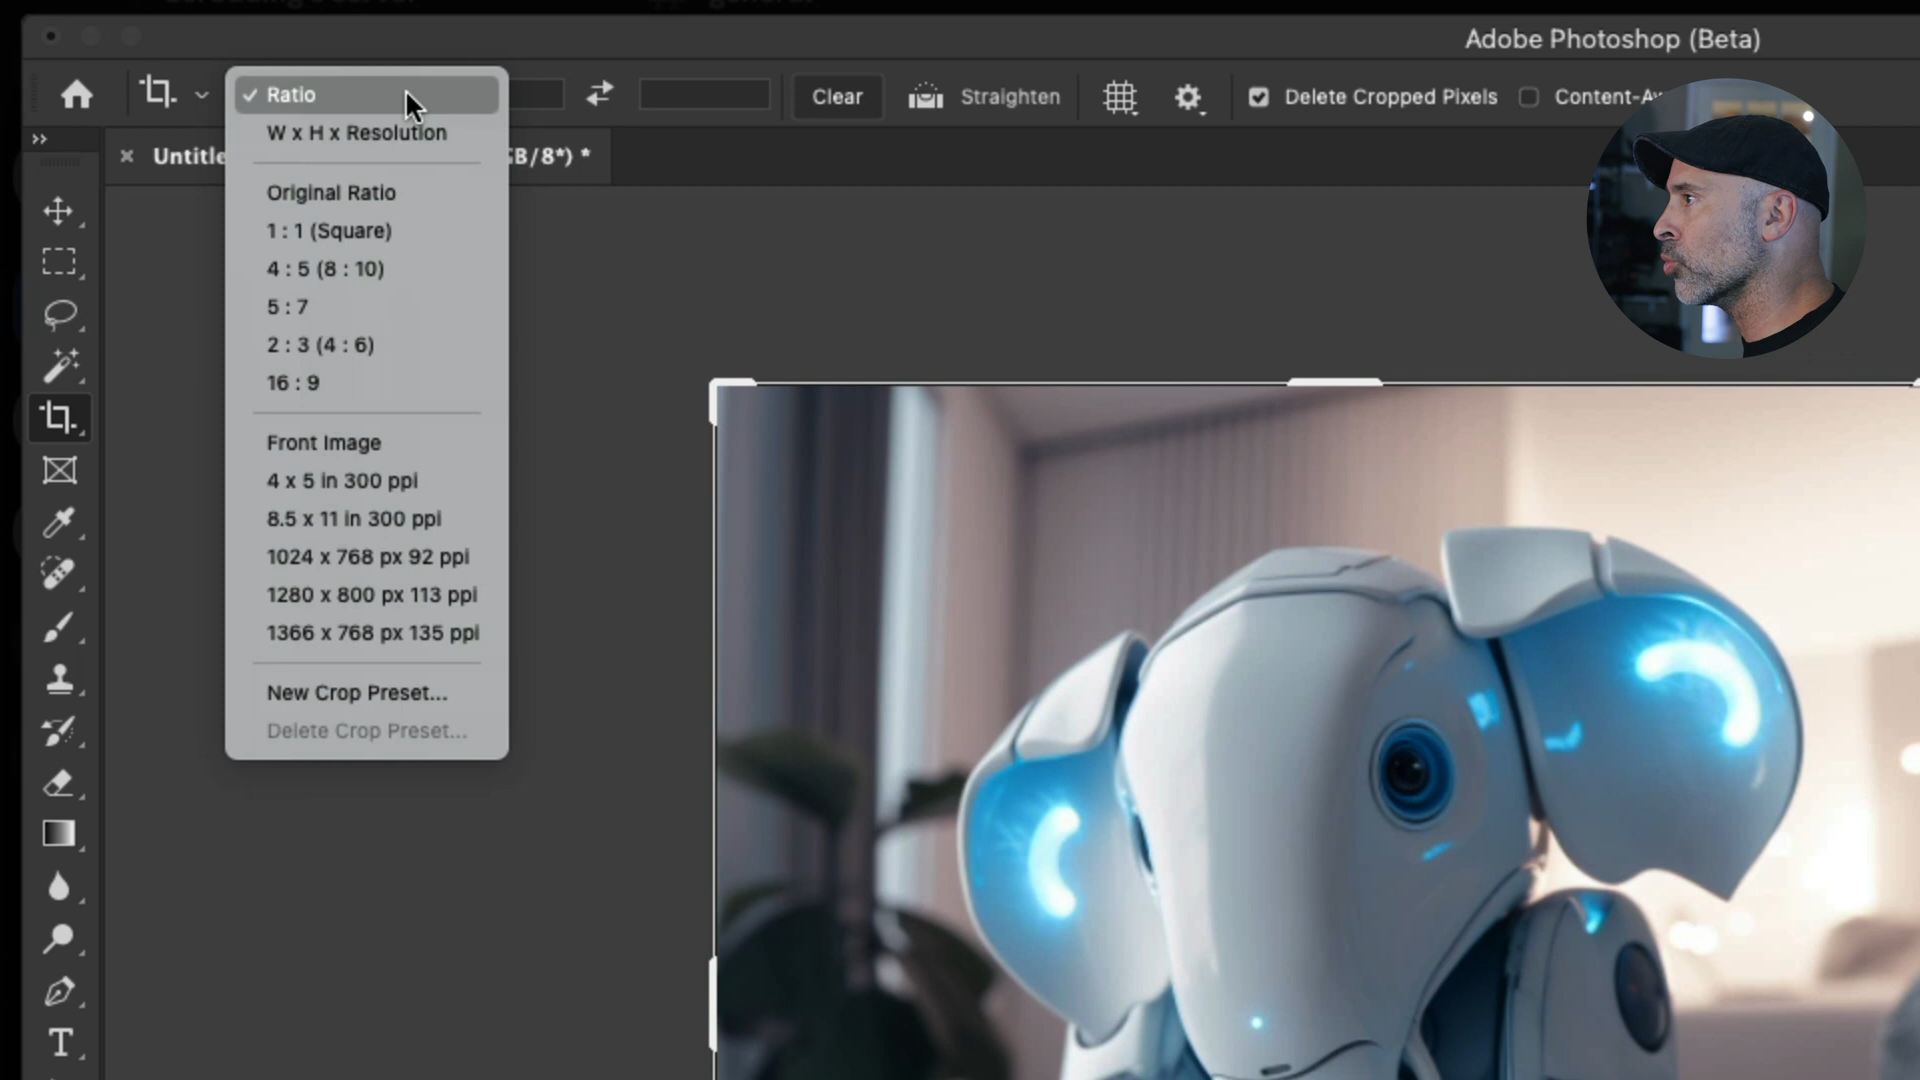 Adobe Photoshop (Beta)
Ratio
Clear
Straighten
Delete Cropped Pixels
Content-Aw
W x H x Resolution
Untitle
GB/8*) *
Original Ratio
1 : 1 (Square)
4 : 5 (8 : 10)
5 : 7
2 : 3 (4 : 6)
16 : 9
Front Image
4 x 5 in 300 ppi
8.5 x 11 in 300 ppi
1024 x 768 px 92 ppi
1280 x 800 px 113 ppi
1366 x 768 px 135 ppi
New Crop Preset...
Delete Crop Preset...
T